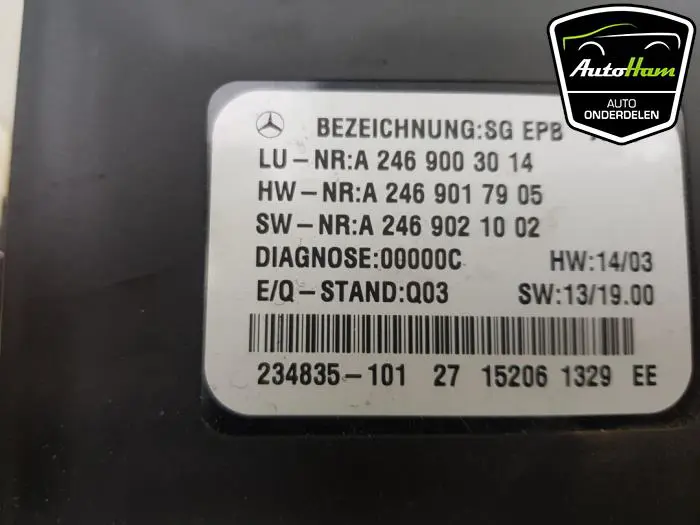 AutoHam
AUTO
ONDERDELEN
BEZEICHNUNG:SG EPB
LU-NR:A 246 900 30 14
HW-NR:A 246 901 79 05
SW-NR:A 246 902 10 02
DIAGNOSE:00000C HW:14/03
E/Q-STAND:Q03 SW:13/19.00
234835-101 27 15206 1329 EE